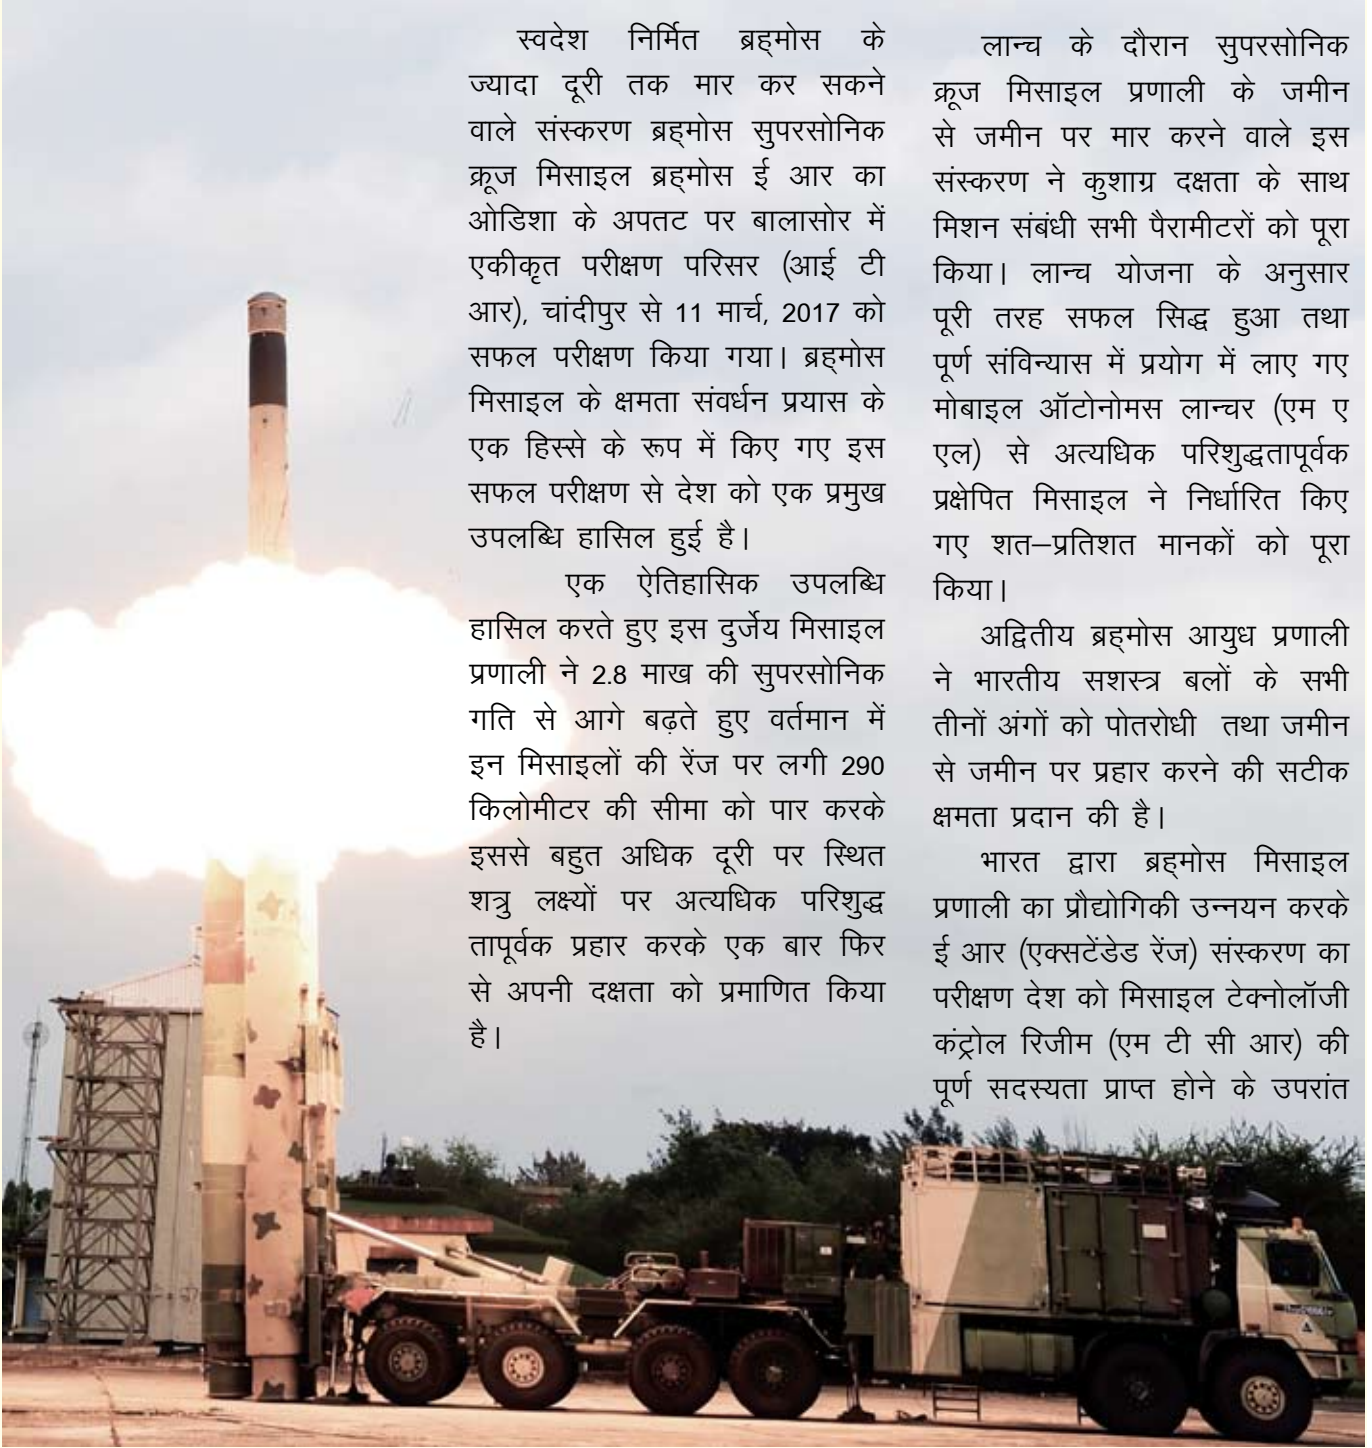 स्वदेश निर्मित ब्रह्मोस के
ज्यादा दूरी तक मार कर सकने
वाले संस्करण ब्रह्मोस सुपरसोनिक
क्रूज मिसाइल ब्रह्मोस ई आर का
ओडिशा के अपतट पर बालासोर में
एकीकृत परीक्षण परिसर (आई टी
आर), चांदीपुर से 11 मार्च, 2017 को
सफल परीक्षण किया गया। ब्रह्मोस
मिसाइल के क्षमता संवर्धन प्रयास के
एक हिस्से के रूप में किए गए इस
सफल परीक्षण से देश को एक प्रमुख
उपलब्धि हासिल हुई है।
एक ऐतिहासिक उपलब्धि
हासिल करते हुए इस दुर्जेय मिसाइल
प्रणाली ने 2.8 माख की सुपरसोनिक
गति से आगे बढ़ते हुए वर्तमान में
इन मिसाइलों की रेंज पर लगी 290
किलोमीटर की सीमा को पार करके
इससे बहुत अधिक दूरी पर स्थित
शत्रु लक्ष्यों पर अत्यधिक परिशुद्ध
तापूर्वक प्रहार करके एक बार फिर
से अपनी दक्षता को प्रमाणित किया
है।
लान्च के दौरान सुपरसोनिक
क्रूज मिसाइल प्रणाली के जमीन
से जमीन पर मार करने वाले इस
संस्करण ने कुशाग्र दक्षता के साथ
मिशन संबंधी सभी पैरामीटरों को पूरा
किया। लान्च योजना के अनुसार
पूरी तरह सफल सिद्ध हुआ तथा
पूर्ण संविन्यास में प्रयोग में लाए गए
मोबाइल ऑटोनोमस लान्चर (एम ए
एल) से अत्यधिक परिशुद्धतापूर्वक
प्रक्षेपित मिसाइल ने निर्धारित किए
गए शत–प्रतिशत मानकों को पूरा
किया।
अद्वितीय ब्रह्मोस आयुध प्रणाली
ने भारतीय सशस्त्र बलों के सभी
तीनों अंगों को पोतरोधी तथा जमीन
से जमीन पर प्रहार करने की सटीक
क्षमता प्रदान की है।
भारत द्वारा ब्रह्मोस मिसाइल
प्रणाली का प्रौद्योगिकी उन्नयन करके
ई आर (एक्सटेंडेड रेंज) संस्करण का
परीक्षण देश को मिसाइल टेक्नोलॉजी
कंट्रोल रिजीम (एम टी सी आर) की
पूर्ण सदस्यता प्राप्त होने के उपरांत